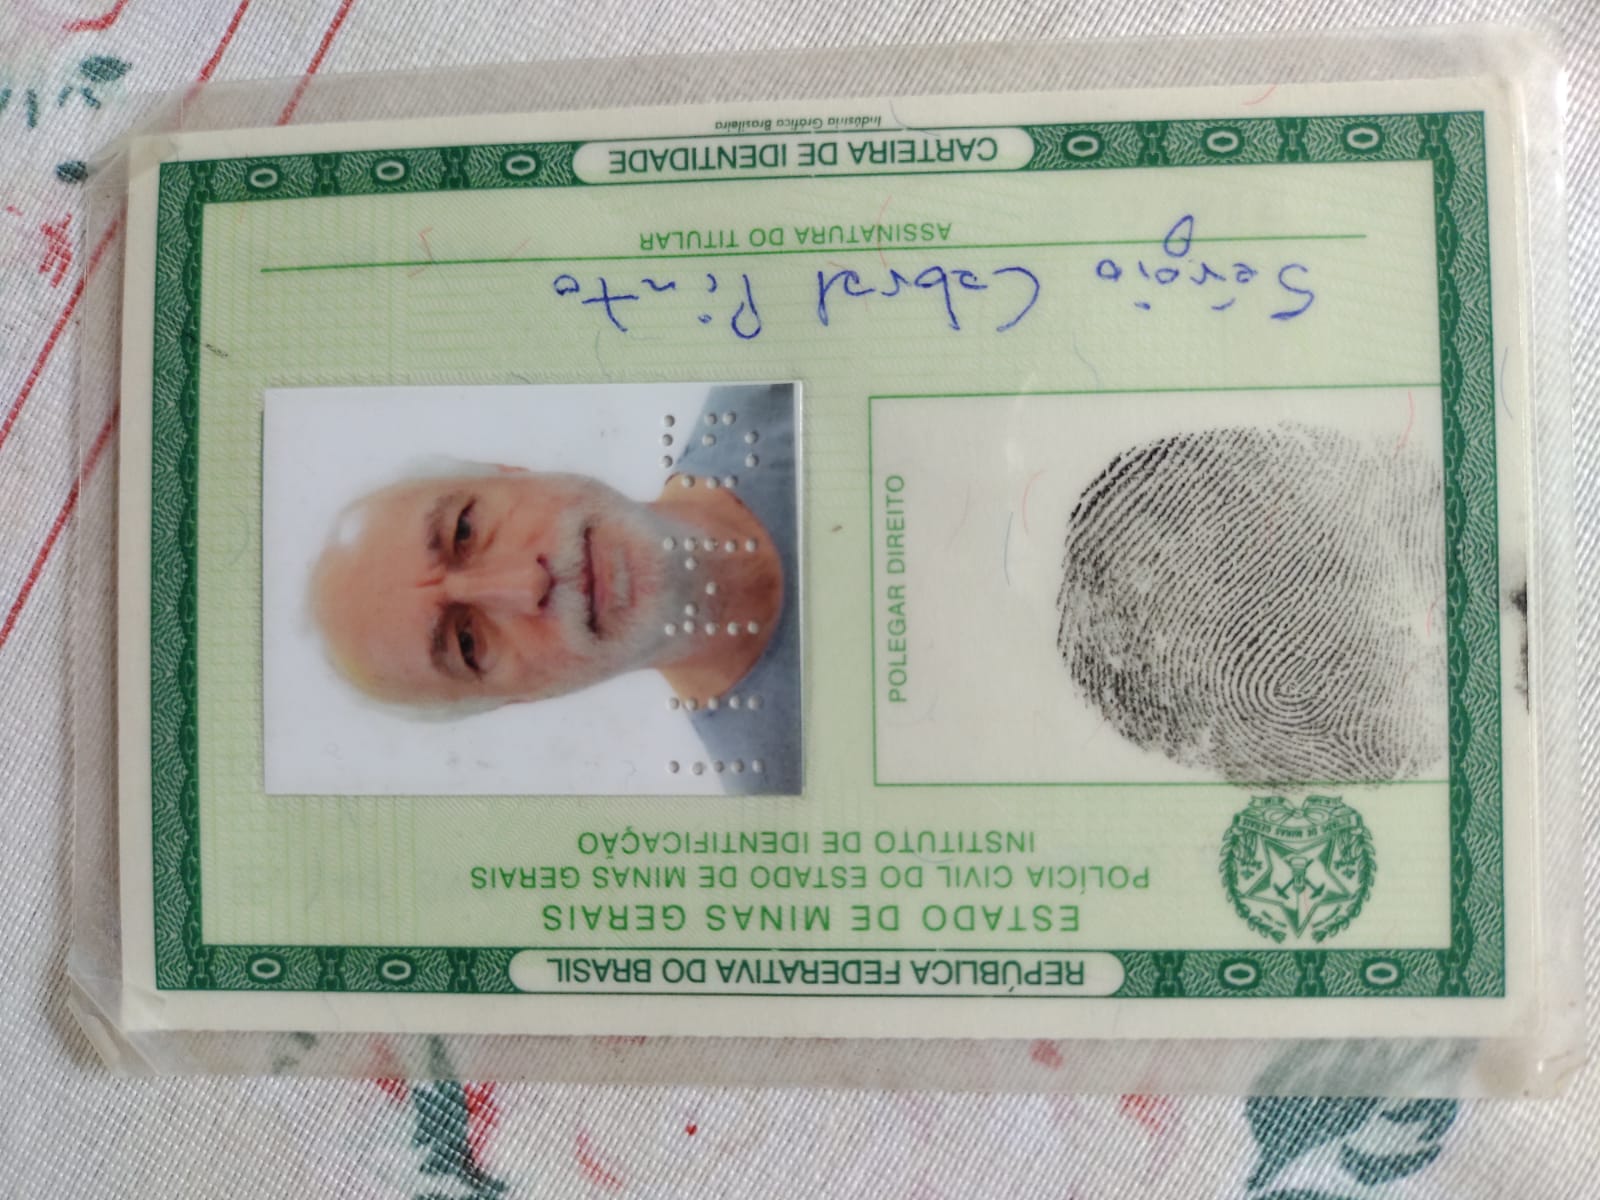 REPÚBLICA FEDERATIVA DO BRASIL
ESTADO DE MINAS GERAIS
POLÍCIA CIVIL DO ESTADO DE MINAS GERAIS
INSTITUTO DE IDENTIFICAÇÃO
POLEGAR DIREITO
Sérgio Cabral Pinto
ASSINATURA DO TITULAR
CARTEIRA DE IDENTIDADE
Indústria Gráfica Brasileira